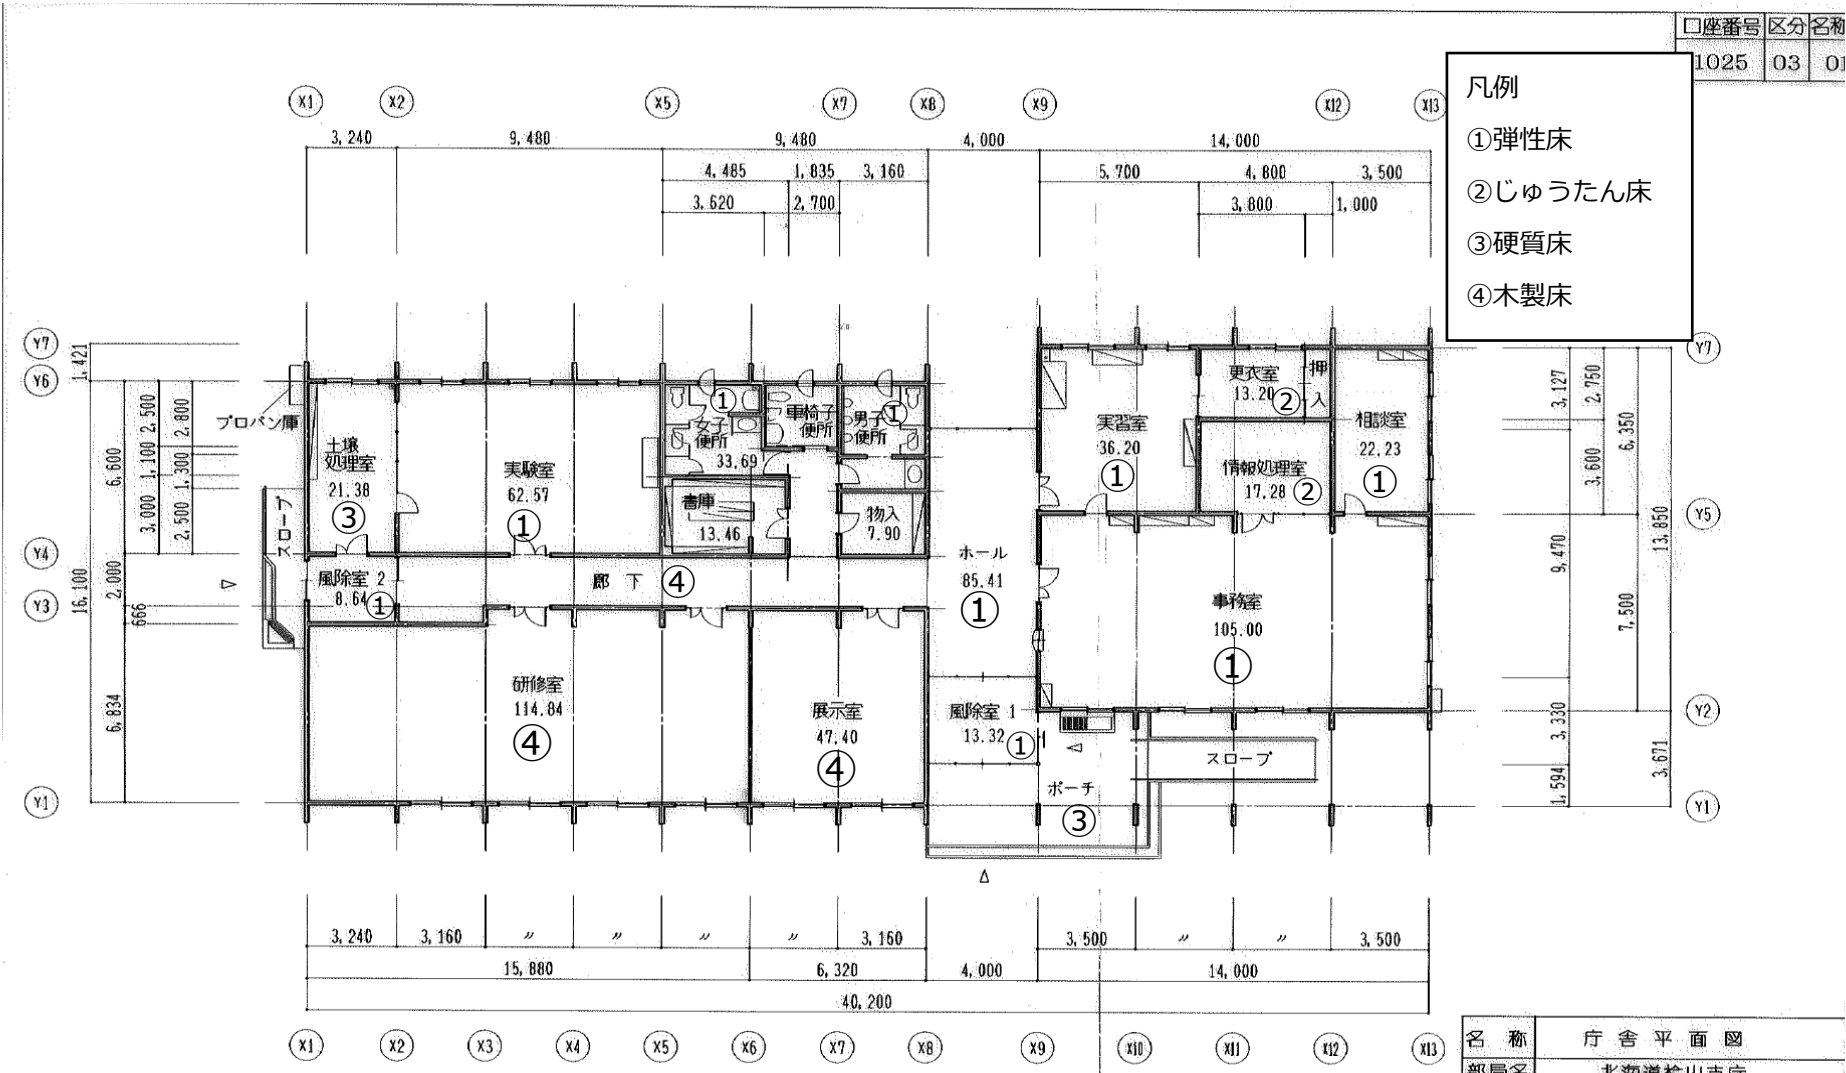 口座番号 区分 名称
1025 03 01
凡例
①弾性床
②じゅうたん床
③硬質床
④木製床
X1 X2 X5 X7 X8 X9 X12 X13
3,240 9,480 9,480 4,000 14,000
4,485 1,835 3,160 5,700 4,800 3,500
3,620 2,700 3,800 1,000
Y7
Y6
Y4
Y3
Y1
1,421
6,600
2,000
16,100
666
6,834
2,500
1,100
3,000
2,800
1,300
2,500
プロパン庫
スロープ
土壌
処理室
21.38
③
実験室
62.57
①
①
女子
便所
33.69
車椅子
便所
①
男子
便所
書庫
13.46
物入
7.90
風除室 2
8.64
①
廊下
④
ホール
85.41
①
研修室
114.84
④
展示室
47.40
④
風除室 1
13.32
①
ポーチ
③
スロープ
実習室
36.20
①
更衣室
13.20
②
押
入
情報処理室
17.28
②
相談室
22.23
①
事務室
105.00
①
Y7
Y5
Y2
Y1
3,127
9,470
3,330
1,594
2,750
3,600
6,350
7,500
13,850
3,671
3,240 3,160 〃 〃 〃 〃 3,160 3,500 〃 〃 3,500
15,880 6,320 4,000 14,000
40,200
X1 X2 X3 X4 X5 X6 X7 X8 X9 X10 X11 X12 X13
名称 庁舎平面図
部局名 北海道檜山支庁